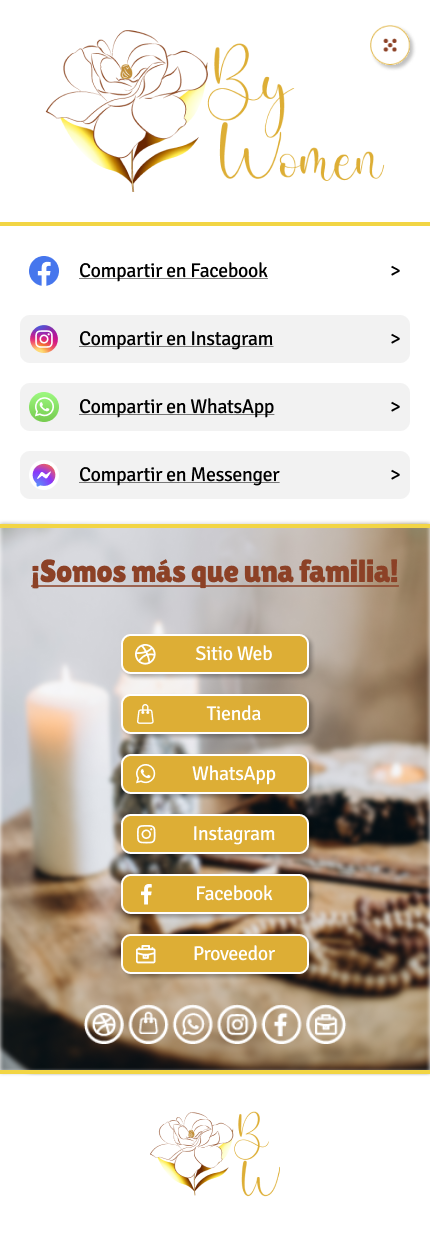 By
Women
Compartir en Facebook >
Compartir en Instagram >
Compartir en WhatsApp >
Compartir en Messenger >
¡Somos más que una familia!
Sitio Web
Tienda
WhatsApp
Instagram
Facebook
Proveedor
B
W